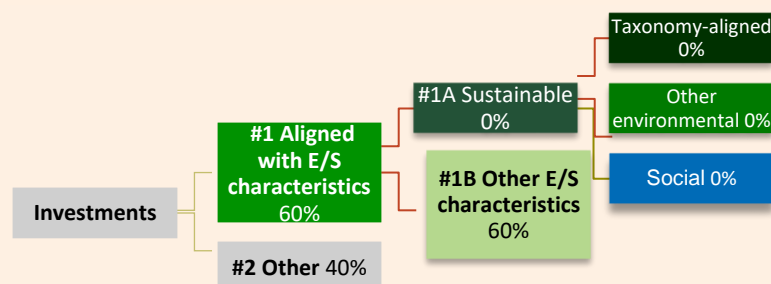 Investments
#1 Aligned
with E/S
characteristics
60%
#2 Other 40%
#1A Sustainable
0%
#1B Other E/S
characteristics
60%
Taxonomy-aligned
0%
Other
environmental 0%
Social 0%